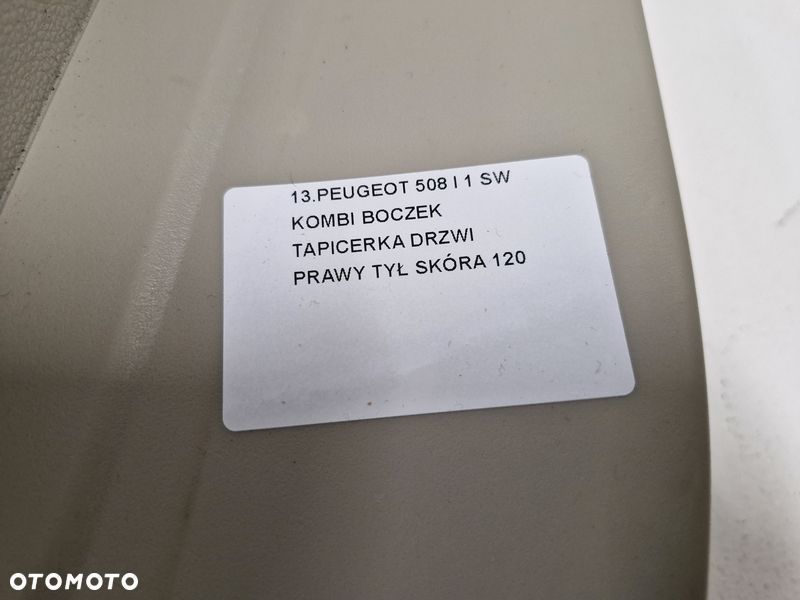 13.PEUGEOT 508 I 1 SW
KOMBI BOCZEK
TAPICERKA DRZWI
PRAWY TYŁ SKÓRA 120
OTOMOTO